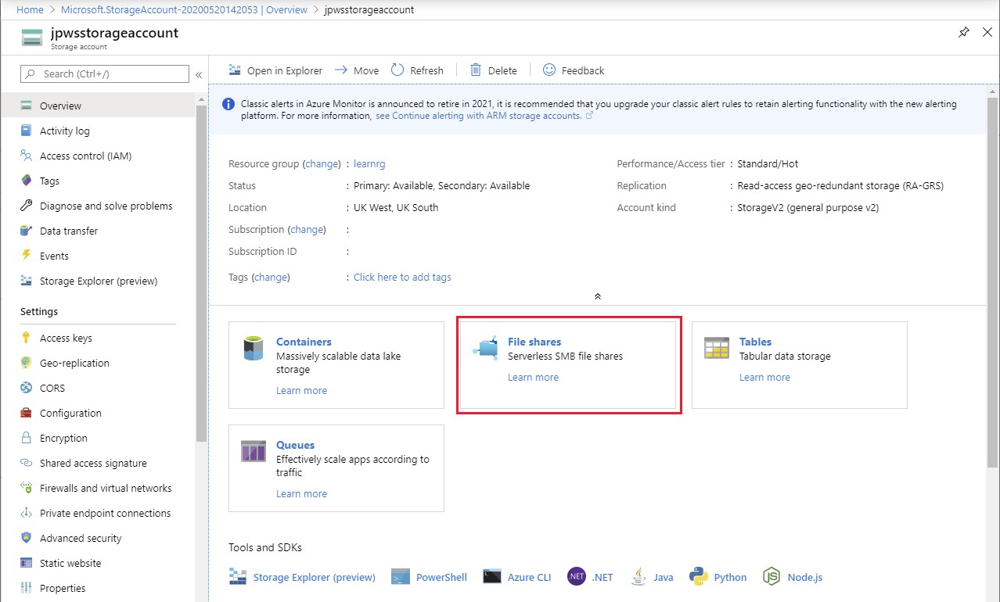 Home > Microsoft.StorageAccount-20200520142053 | Overview > jpwsstorageaccount
jpwsstorageaccount
Storage account
Search (Ctrl+/)
«
Overview
Activity log
Access control (IAM)
Tags
Diagnose and solve problems
Data transfer
Events
Storage Explorer (preview)
Settings
Access keys
Geo-replication
CORS
Configuration
Encryption
Shared access signature
Firewalls and virtual networks
Private endpoint connections
Advanced security
Static website
Properties
Open in Explorer
Move
Refresh
Delete
Feedback
Classic alerts in Azure Monitor is announced to retire in 2021, it is recommended that you upgrade your classic alert rules to retain alerting functionality with the new alerting
platform. For more information, see Continue alerting with ARM storage accounts.
Resource group (change) : learnrg
Status : Primary: Available, Secondary: Available
Location : UK West, UK South
Subscription (change) :
Subscription ID :
Tags (change) : Click here to add tags
Performance/Access tier : Standard/Hot
Replication : Read-access geo-redundant storage (RA-GRS)
Account kind : StorageV2 (general purpose v2)
Containers
Massively scalable data lake
storage
Learn more
File shares
Serverless SMB file shares
Learn more
Tables
Tabular data storage
Learn more
Queues
Effectively scale apps according to
traffic
Learn more
Tools and SDKs
Storage Explorer (preview)
PowerShell
Azure CLI
NET
.NET
Java
Python
JS
Node.js